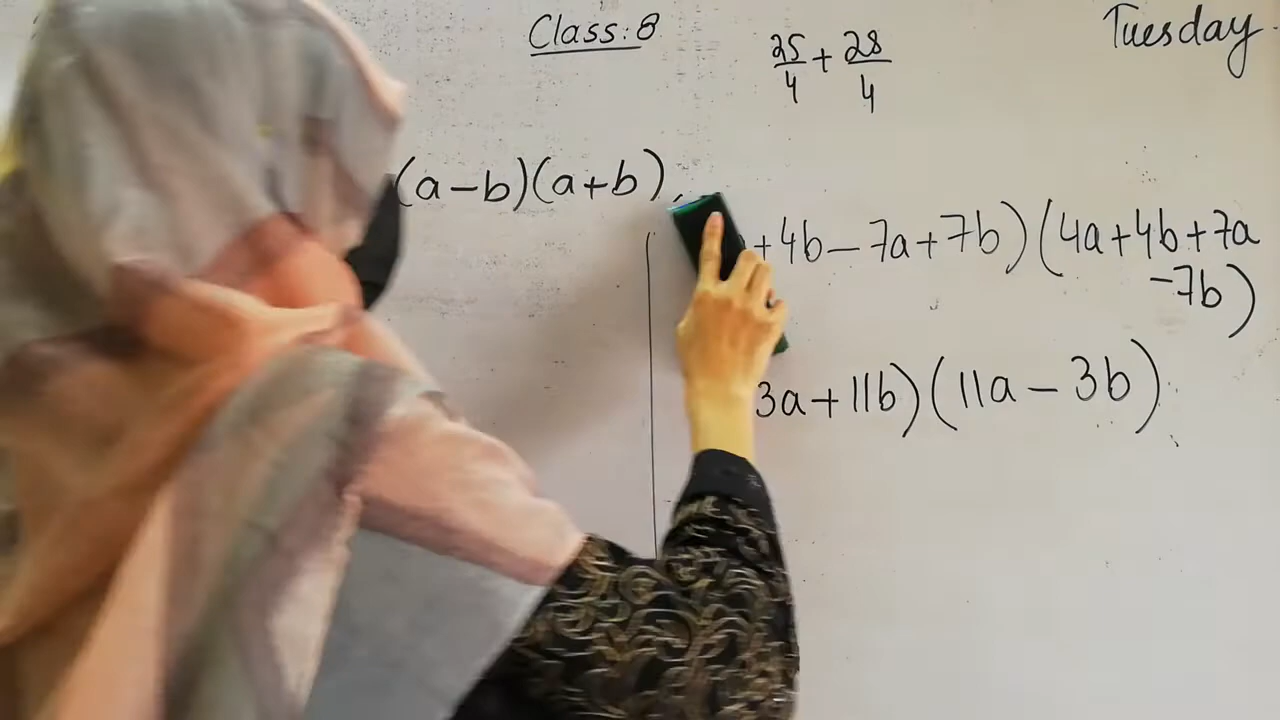 Class: 8
Tuesday
25/4 + 28/4
(a-b)(a+b),
+4b-7a+7b)(4a+4b+7a
-7b)
3a+11b)(11a-3b)